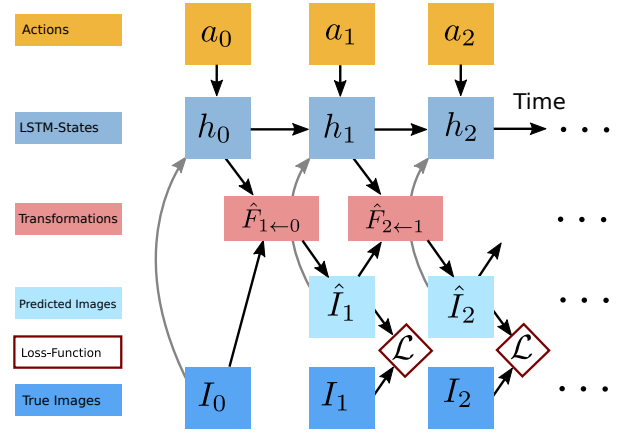 Actions
a₀ a₁ a₂
Time
LSTM-States
h₀ h₁ h₂ . . .
Transformations
F̂₁←₀ F̂₂←₁ . . .
Predicted Images
Î₁ Î₂ . . .
Loss-Function
ℒ ℒ
True Images
I₀ I₁ I₂ . . .